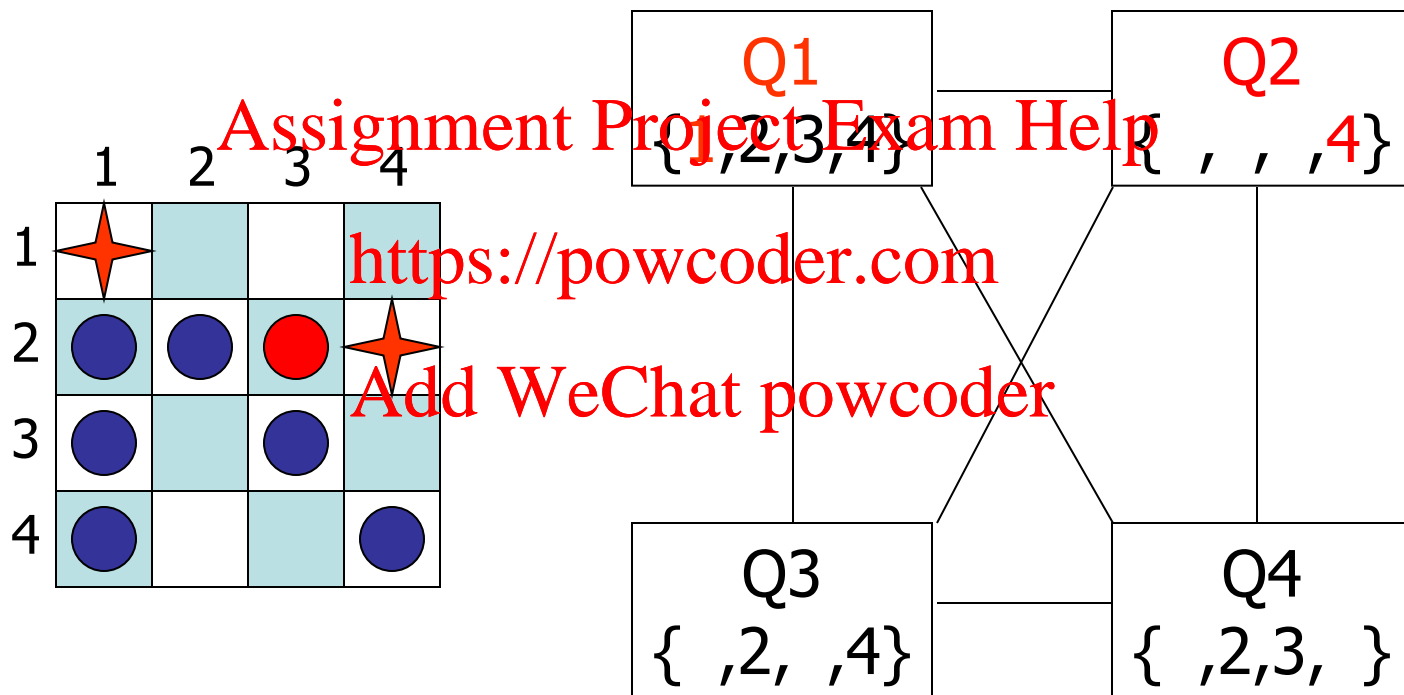 Q1 Q2
Assignment Project Exam Help
{1,2,3,4} { , , ,4}
1 2 3 4
1
https://powcoder.com
2
Add WeChat powcoder
3
4
Q3 Q4
{ ,2, ,4} { ,2,3, }